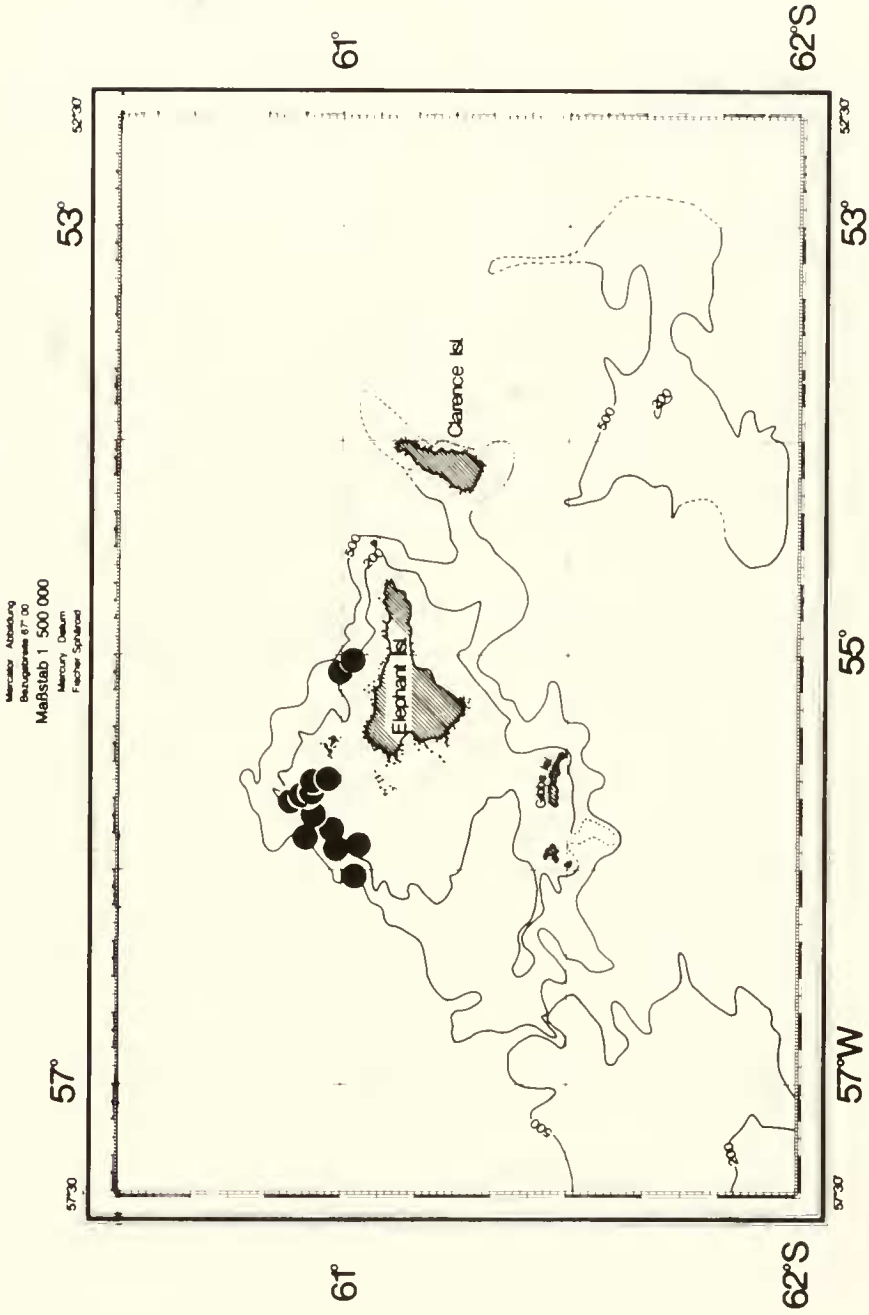 Mercator Abbildung
Bezugsbreite 67° 00
Maßstab 1 500 000
Mercury Datum
Fischer Sphäroid
57°30'
57°
53°
52°30'
61°
61°
500
200
Clarence Isl.
Elephant Isl.
Gibbs Isl.
500
200
500
200
62°S
62°S
57°30'
57°W
55°
53°
52°30'